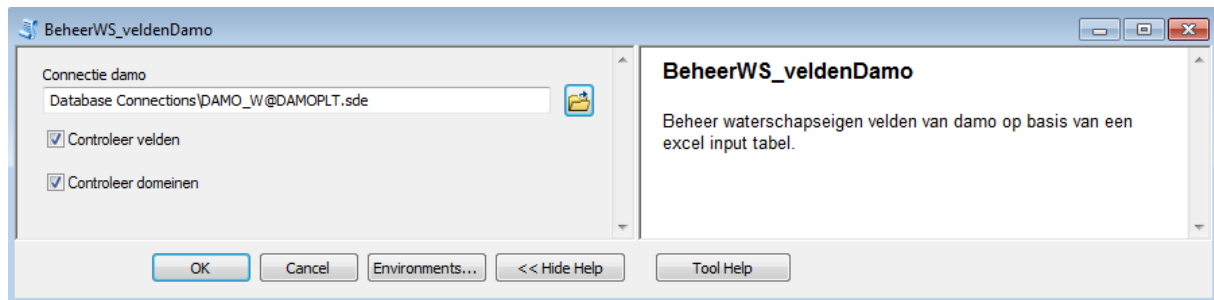 BeheerWS_veldenDamo
Connectie damo
Database Connections\DAMO_W@DAMOPLT.sde
Controleer velden
Controleer domeinen
BeheerWS_veldenDamo
Beheer waterschapseigen velden van damo op basis van een
excel input tabel.
OK
Cancel
Environments...
<< Hide Help
Tool Help